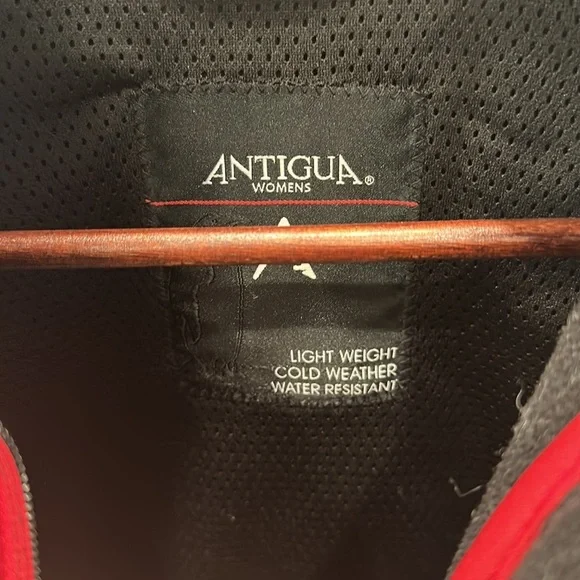 ANTIGUA®
WOMENS
LIGHT WEIGHT
COLD WEATHER
WATER RESISTANT